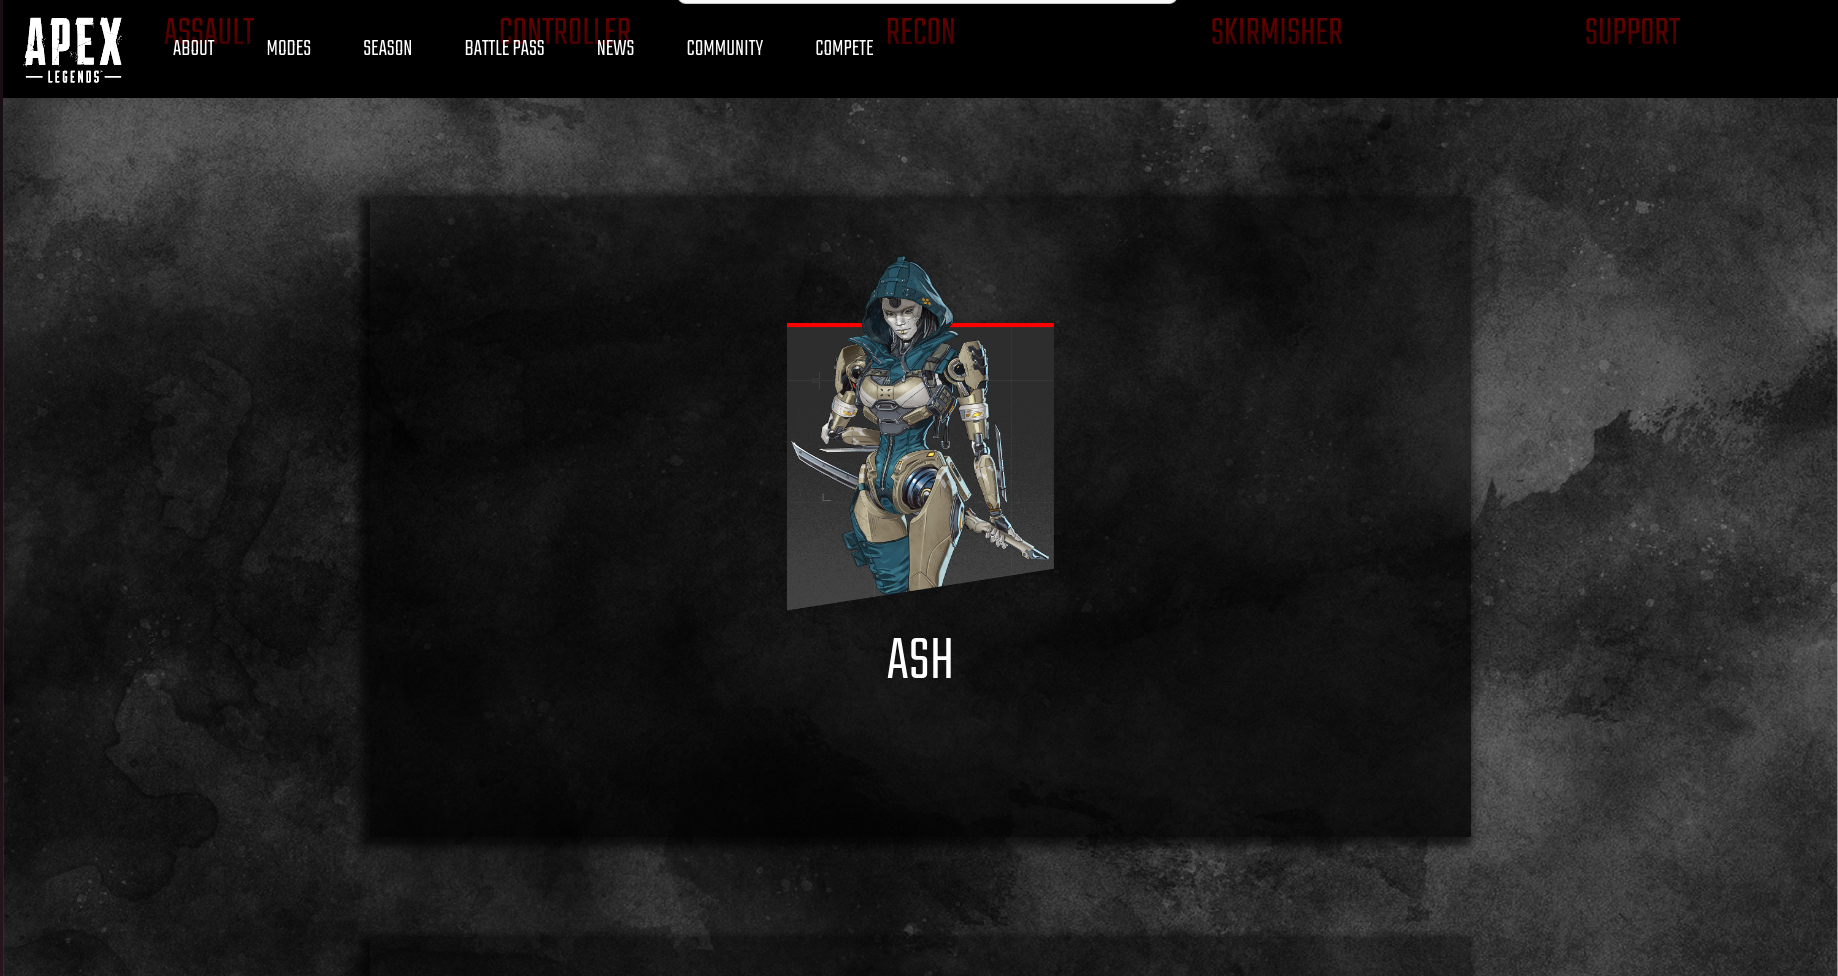 ASSAULT CONTROLLER RECON SKIRMISHER SUPPORT
APEX
LEGENDS
ABOUT MODES SEASON BATTLE PASS NEWS COMMUNITY COMPETE
ASH